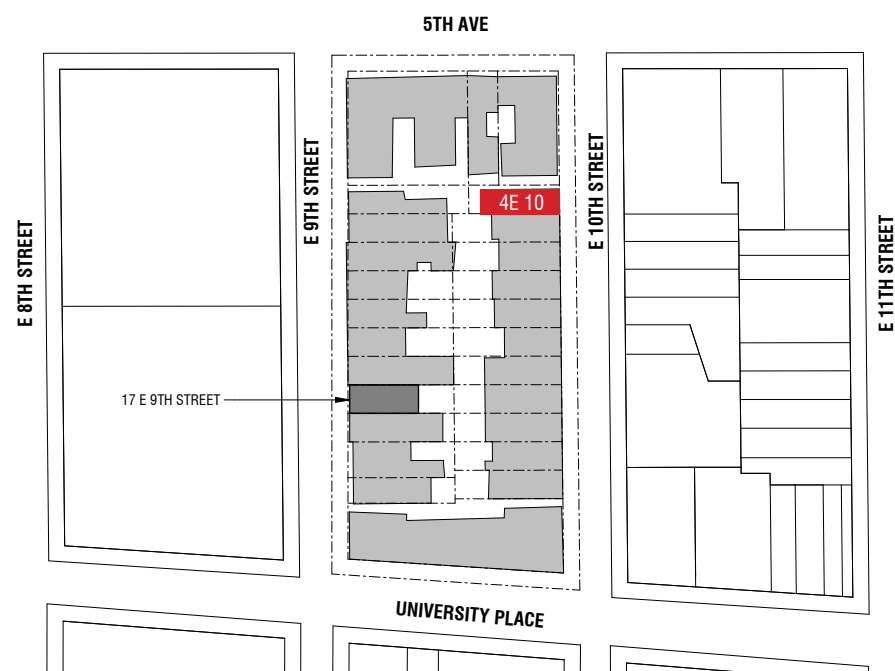 5TH AVE
E 9TH STREET
E 10TH STREET
4E 10
E 8TH STREET
E 11TH STREET
17 E 9TH STREET
UNIVERSITY PLACE